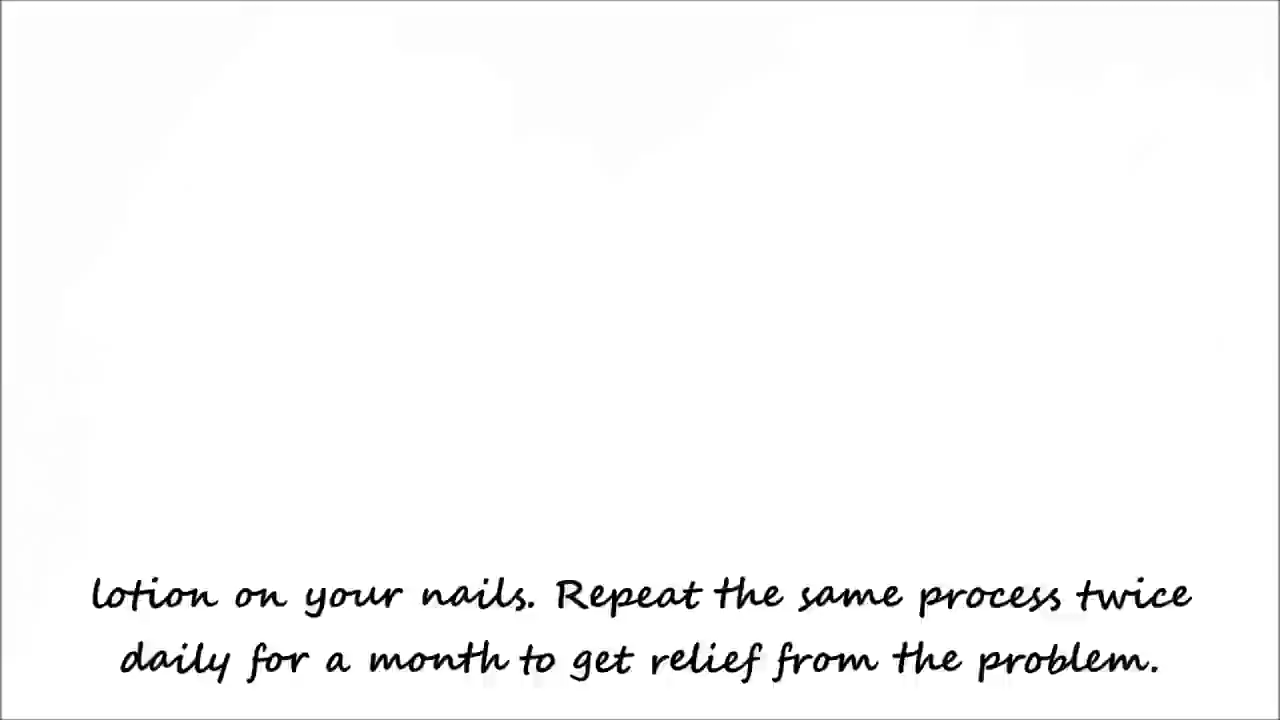 lotion on your nails. Repeat the same process twice
daily for a month to get relief from the problem.